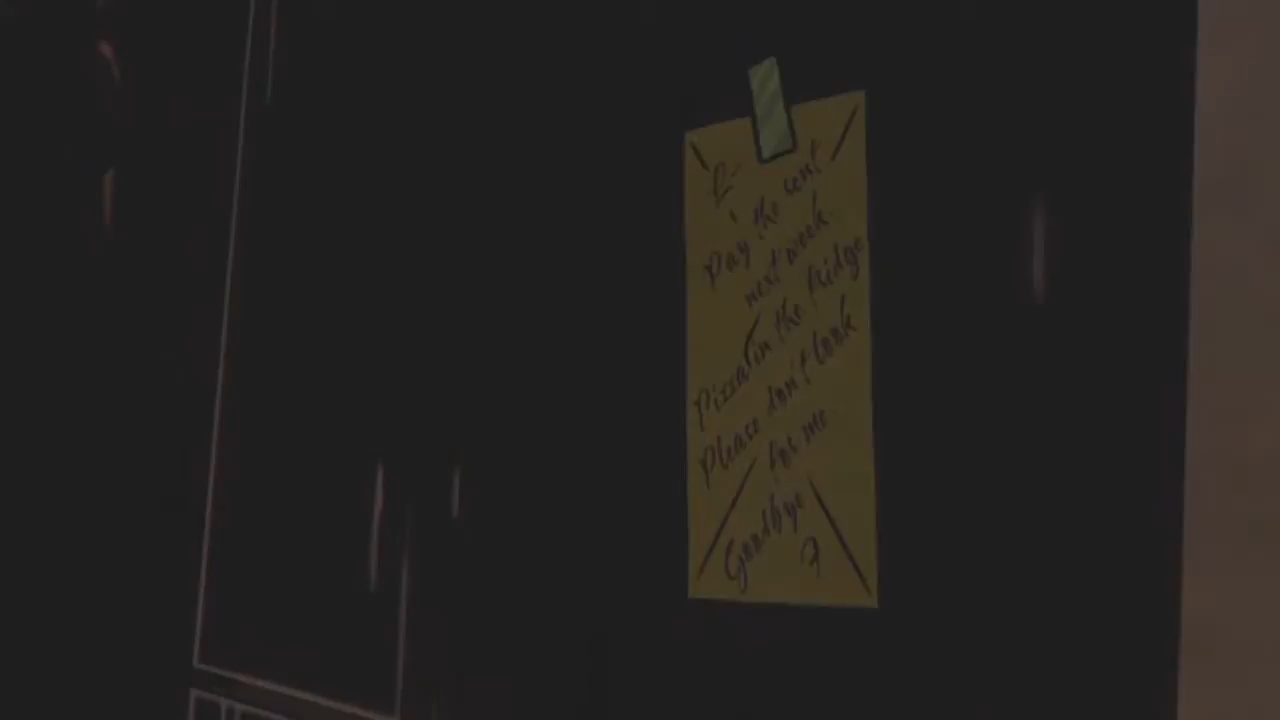 Pay the rent
next week.
Pizza in the fridge
Please don't look
for me.
Goodbye